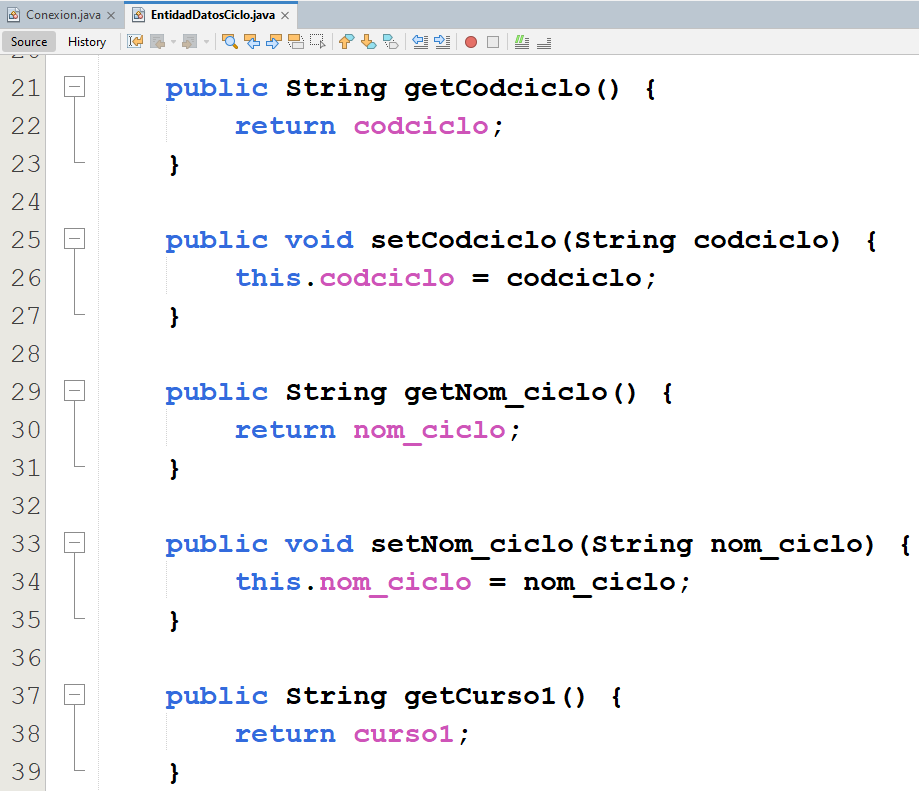 Conexion.java EntidadDatosCiclo.java
Source History
21 public String getCodciclo() {
22 return codciclo;
23 }
24
25 public void setCodciclo(String codciclo) {
26 this.codciclo = codciclo;
27 }
28
29 public String getNom_ciclo() {
30 return nom_ciclo;
31 }
32
33 public void setNom_ciclo(String nom_ciclo) {
34 this.nom_ciclo = nom_ciclo;
35 }
36
37 public String getCurso1() {
38 return curso1;
39 }